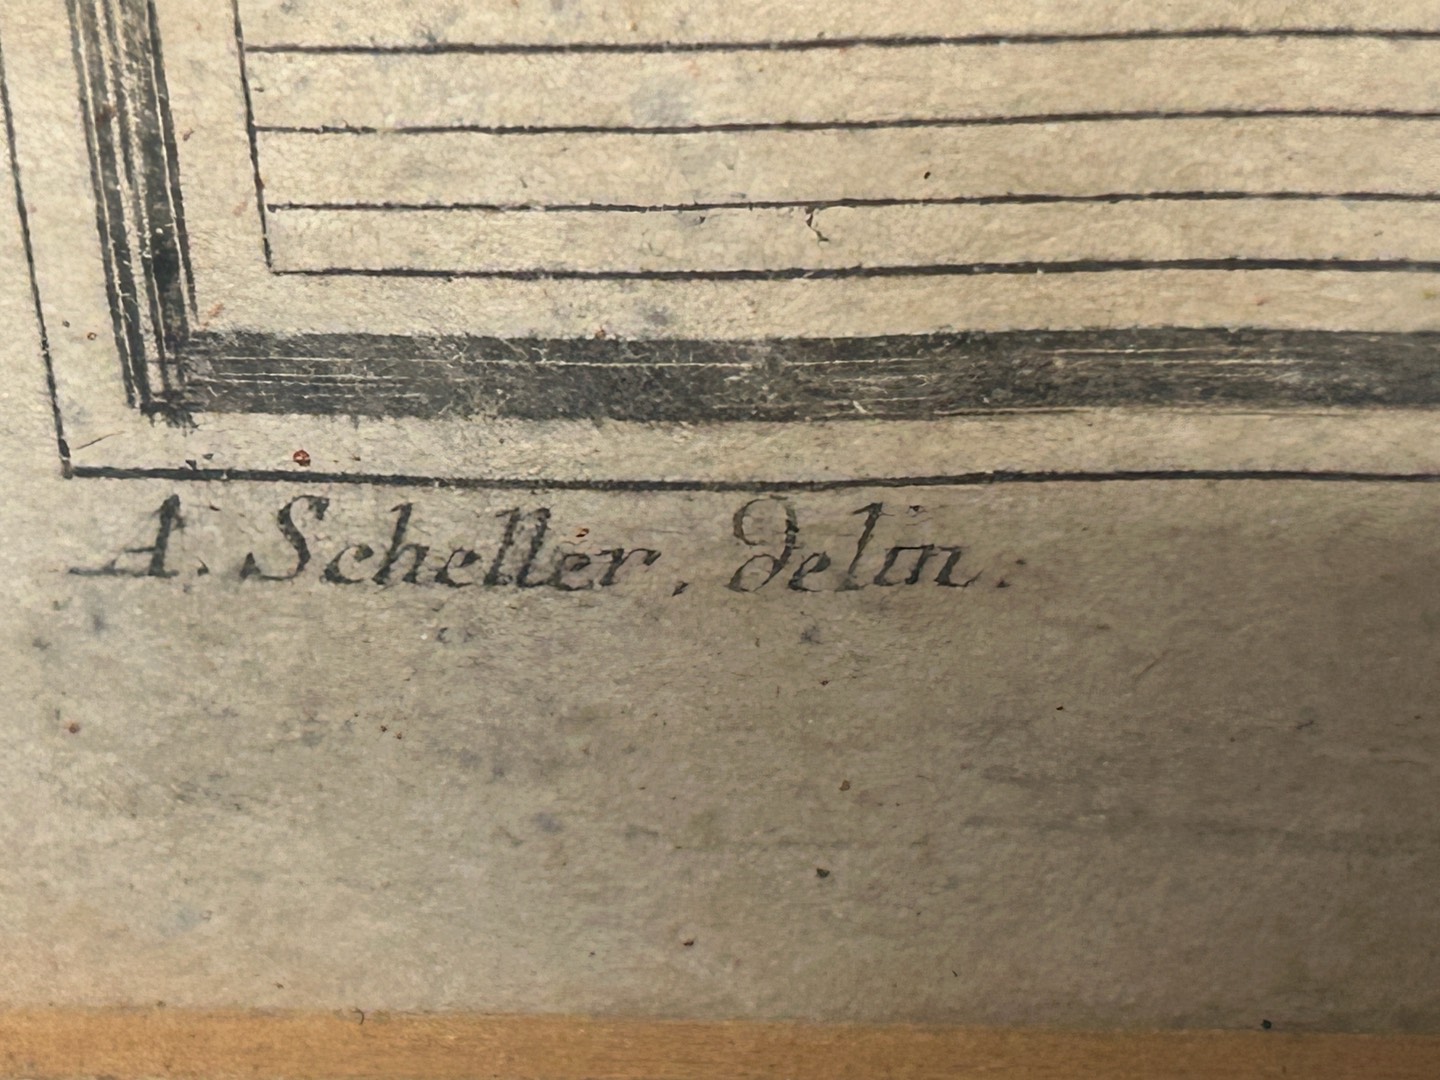 A. Scheller, delin.